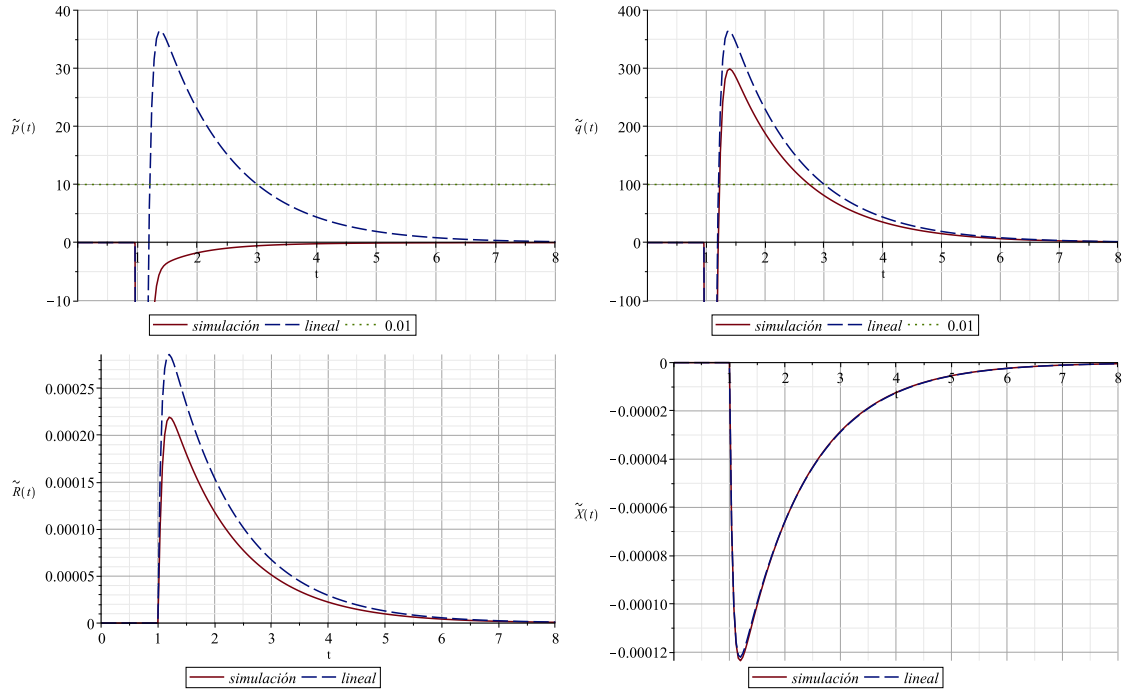 40
30
20
p̃(t)
10
0
2 3 4 5 6 7 8
t
−10
simulación lineal 0.01
400
300
200
q̃(t)
100
0
1 2 3 4 5 6 7 8
t
−100
simulación lineal 0.01
0.00025
0.00020
0.00015
R̃(t)
0.00010
0.00005
0
0 1 2 3 4 5 6 7 8
t
simulación lineal
0
1 2 3 4 5 6 7 8
t
−0.00002
−0.00004
−0.00006
X̃(t)
−0.00008
−0.00010
−0.00012
simulación lineal